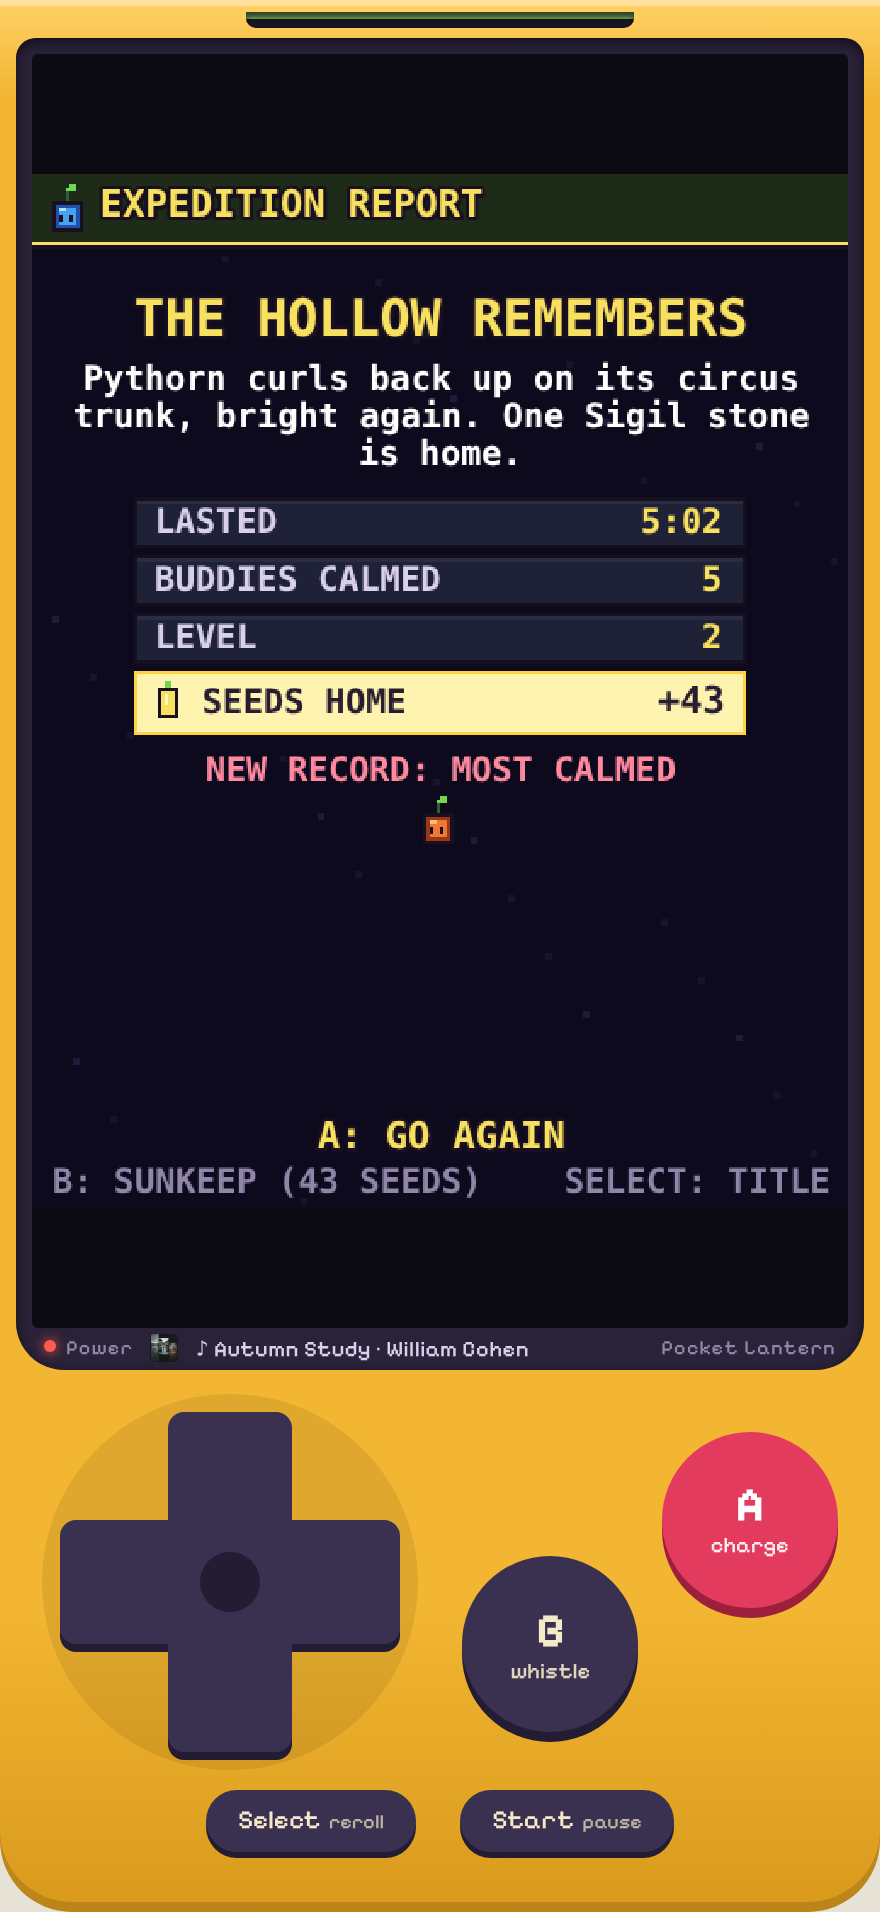 EXPEDITION REPORT
THE HOLLOW REMEMBERS
Pythorn curls back up on its circus
trunk, bright again. One Sigil stone
is home.
LASTED 5:02
BUDDIES CALMED 5
LEVEL 2
SEEDS HOME +43
NEW RECORD: MOST CALMED
A: GO AGAIN
B: SUNKEEP (43 SEEDS) SELECT: TITLE
Power ♪ Autumn Study · William Cohen Pocket Lantern
A
charge
B
whistle
Select reroll Start pause